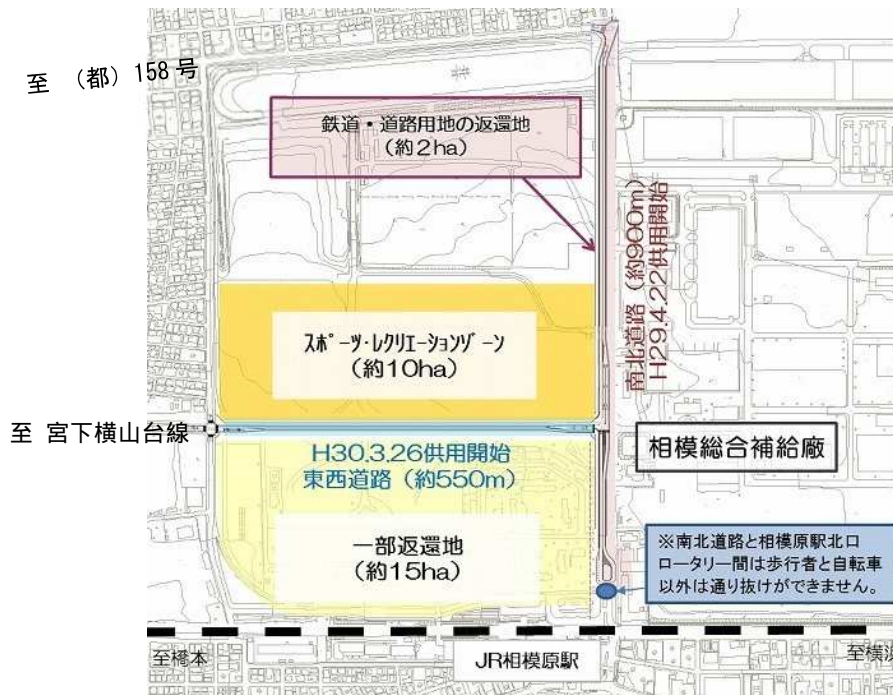 至 (都) 158 号
鉄道・道路用地の返還地
(約2ha)
南北道路 (約900m)
H29.4.22供用開始
スポーツ・レクリエーションゾーン
(約10ha)
至 宮下横山台線
H30.3.26供用開始
東西道路 (約550m)
相模総合補給廠
一部返還地
(約15ha)
※南北道路と相模原駅北口
ロータリー間は歩行者と自転車
以外は通り抜けができません。
至橋本
JR相模原駅
至横浜